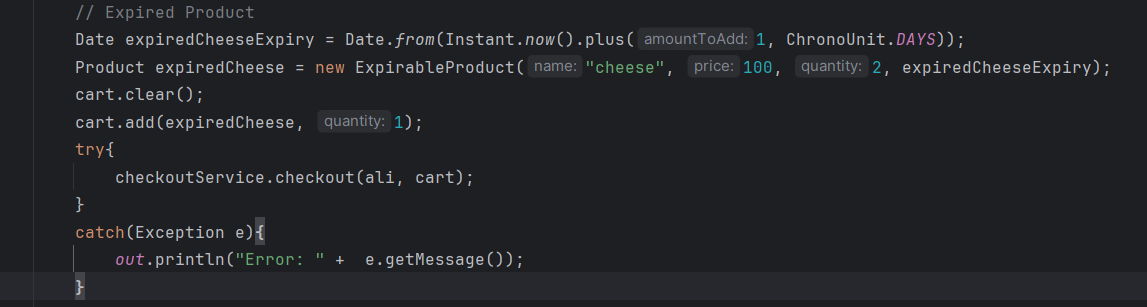 // Expired Product
Date expiredCheeseExpiry = Date.from(Instant.now().plus( amountToAdd: 1, ChronoUnit.DAYS));
Product expiredCheese = new ExpirableProduct( name: "cheese", price: 100, quantity: 2, expiredCheeseExpiry);
cart.clear();
cart.add(expiredCheese, quantity: 1);
try{
    checkoutService.checkout(ali, cart);
}
catch(Exception e){
    out.println("Error: " +  e.getMessage());
}